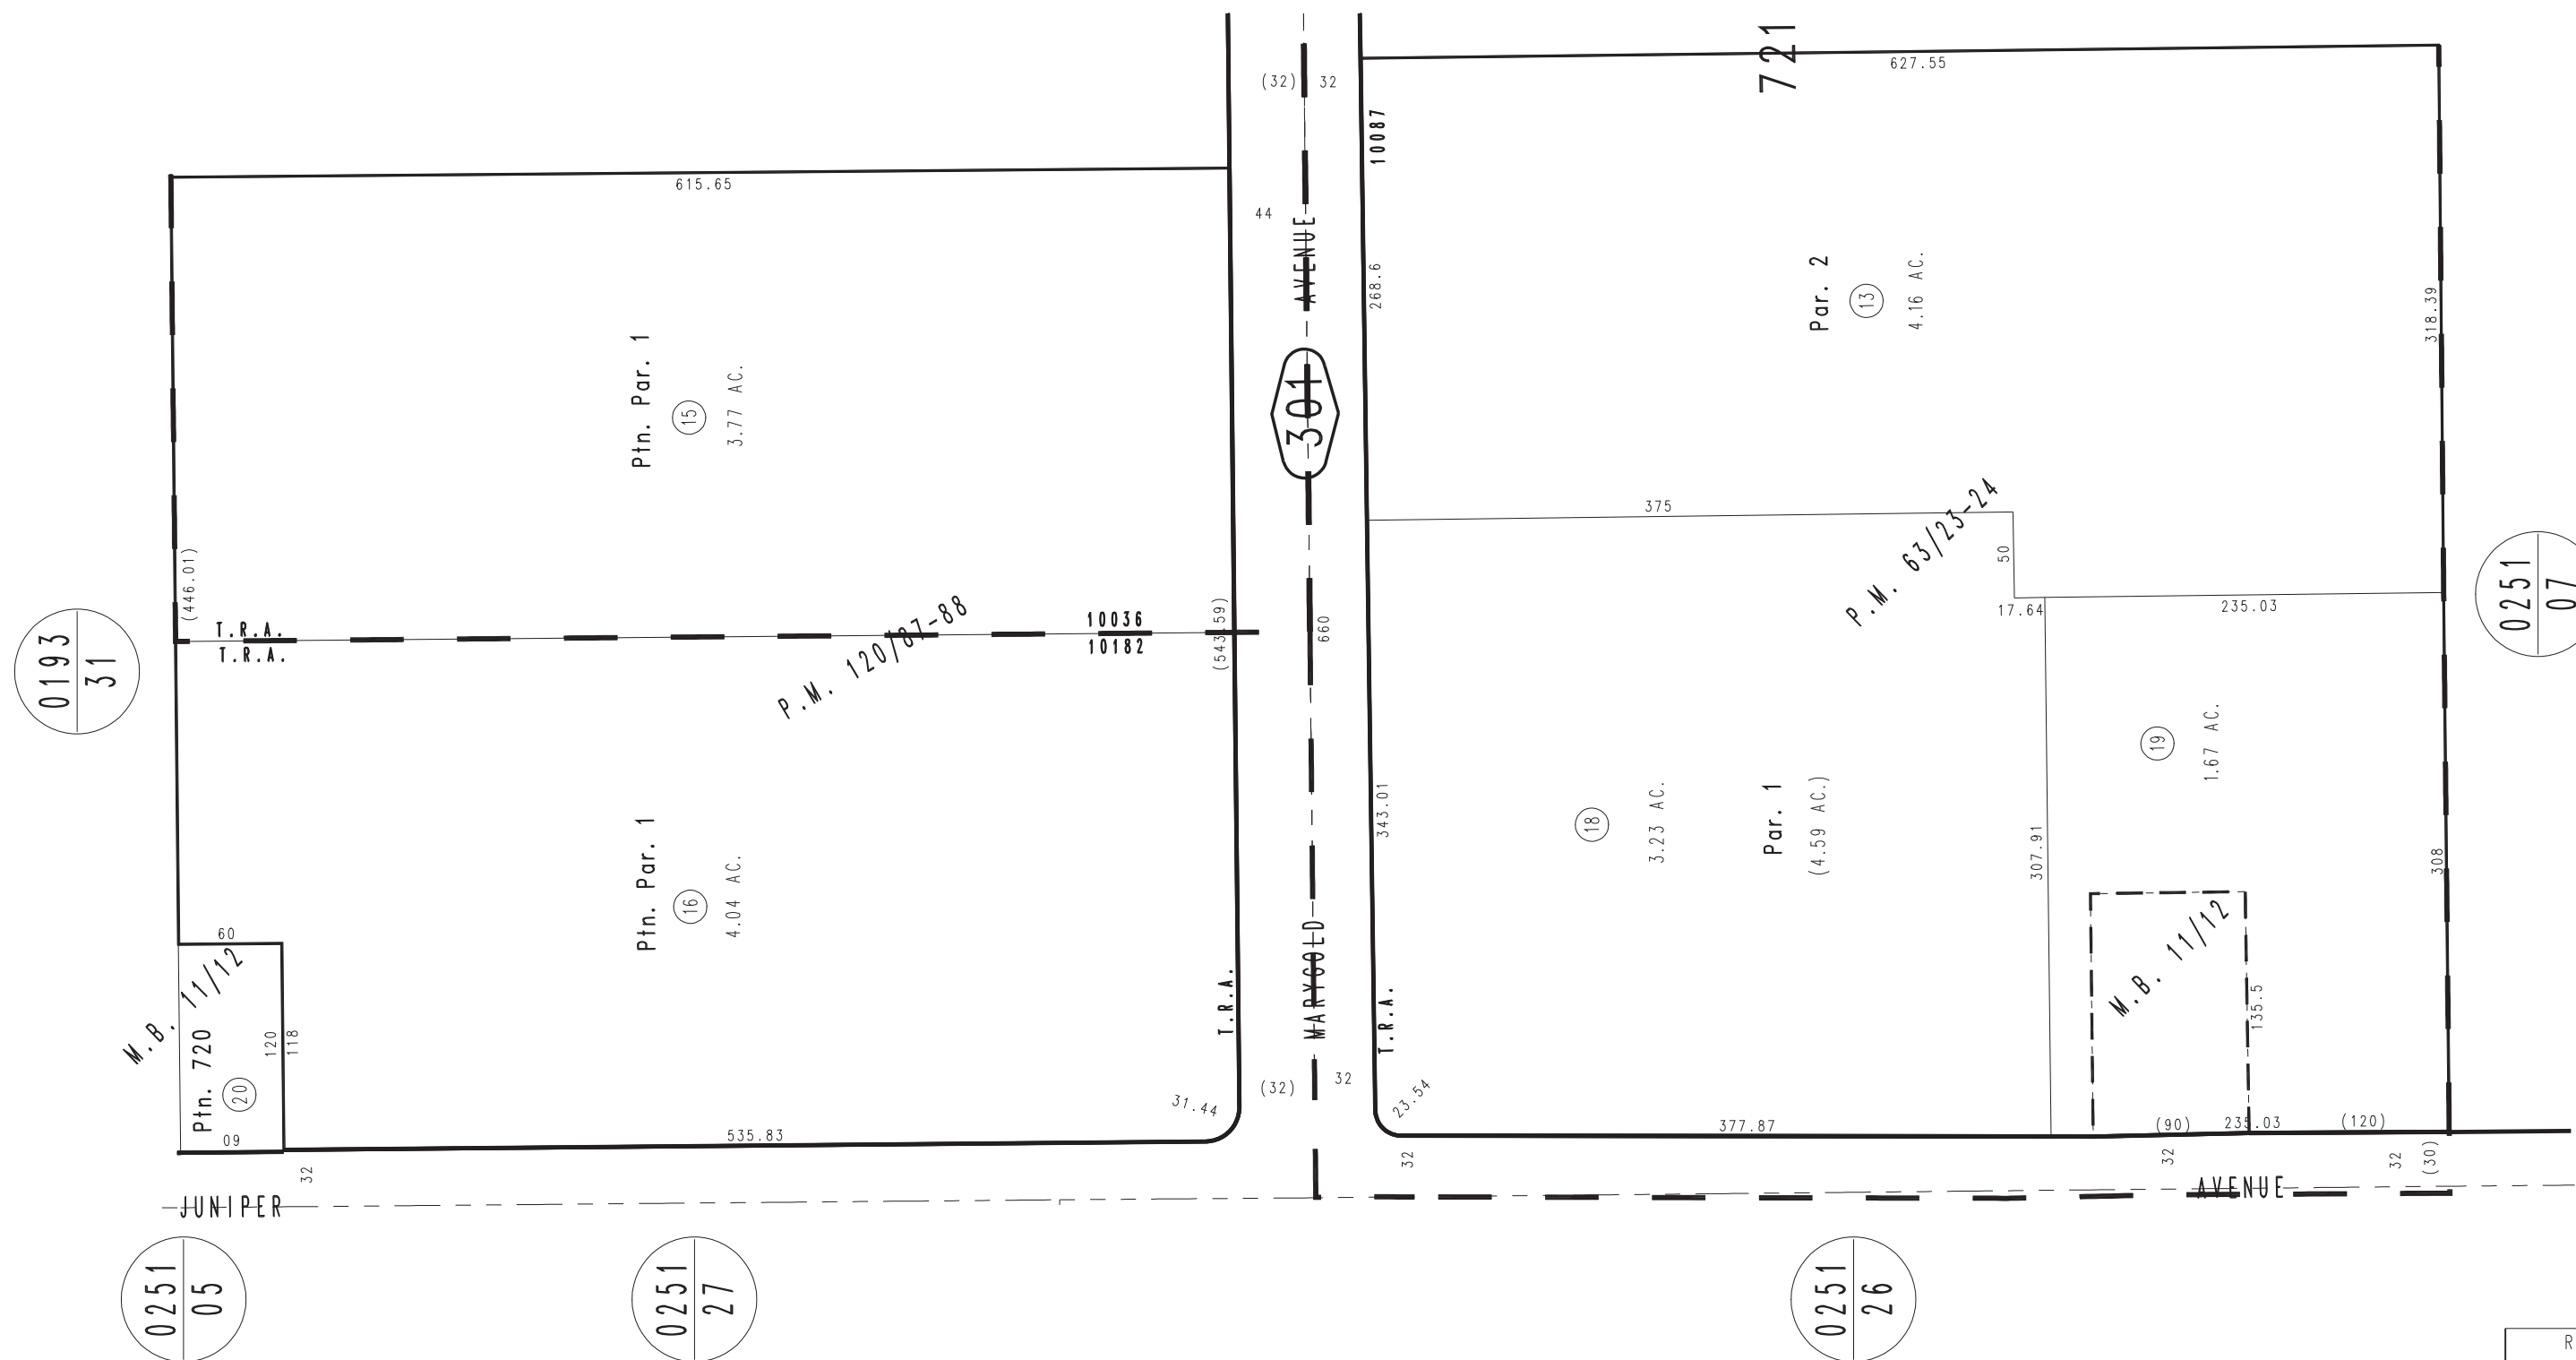 721
627.55
(32)
32
10087
615.65
44
AVENUE
268.6
Par. 2
13
4.16 AC.
318.39
Ptn. Par. 1
15
3.77 AC.
301
375
P.M. 63/23-24
50
17.64
235.03
0251
07
(446.01)
T.R.A.
T.R.A.
10036
10182
P.M. 120/87-88
(543.59)
660
0193
31
19
1.67 AC.
343.01
18
3.23 AC.
Par. 1
(4.59 AC.)
307.91
308
Ptn. Par. 1
16
4.04 AC.
60
M.B. 11/12
Ptn. 720
20
120
118
60
T.R.A.
MARYGOLD
T.R.A.
M.B. 11/12
135.5
31.44
(32)
32
23.54
535.83
377.87
(90)
235.03
(120)
32
32
32
32
(30)
JUNIPER
AVENUE
0251
05
0251
27
0251
26
R